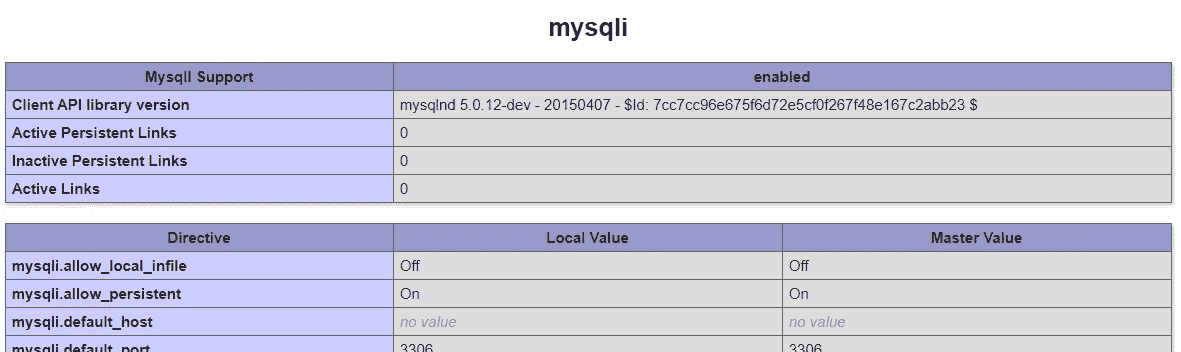 mysqli
MysqlI Support enabled
Client API library version mysqlnd 5.0.12-dev - 20150407 - $Id: 7cc7cc96e675f6d72e5cf0f267f48e167c2abb23 $
Active Persistent Links 0
Inactive Persistent Links 0
Active Links 0
Directive Local Value Master Value
mysqli.allow_local_infile Off Off
mysqli.allow_persistent On On
mysqli.default_host no value no value
mysqli.default_port 3306 3306